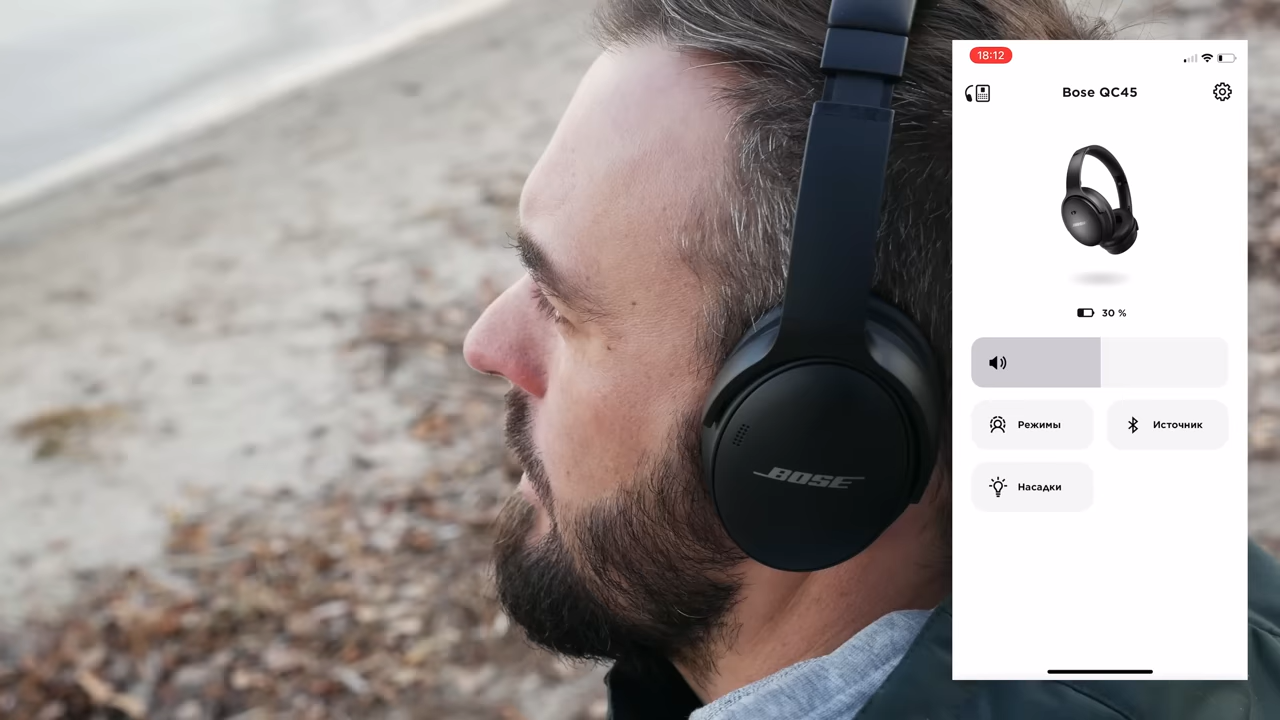 BOSE
18:12
Bose QC45
30 %
Режимы
Источник
Насадки